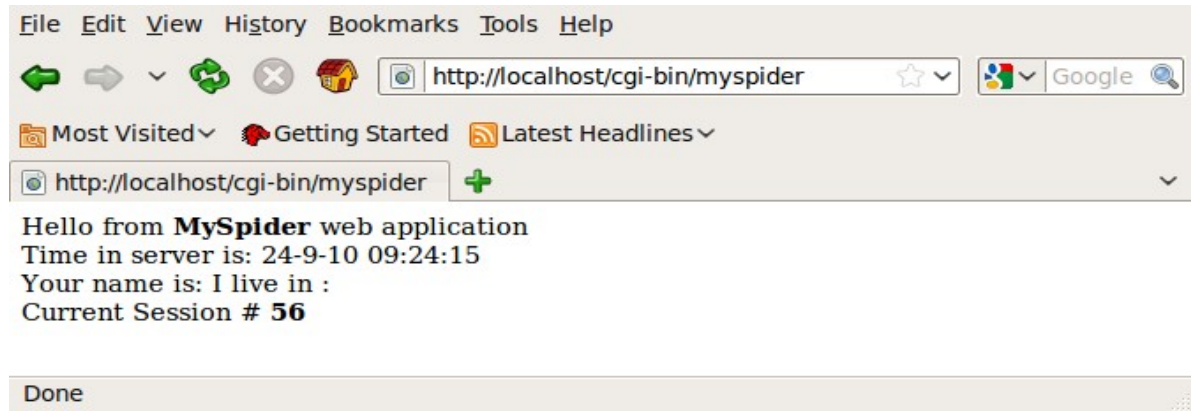 File Edit View History Bookmarks Tools Help
http://localhost/cgi-bin/myspider Google
Most Visited Getting Started Latest Headlines
http://localhost/cgi-bin/myspider
Hello from MySpider web application
Time in server is: 24-9-10 09:24:15
Your name is: I live in :
Current Session # 56
Done